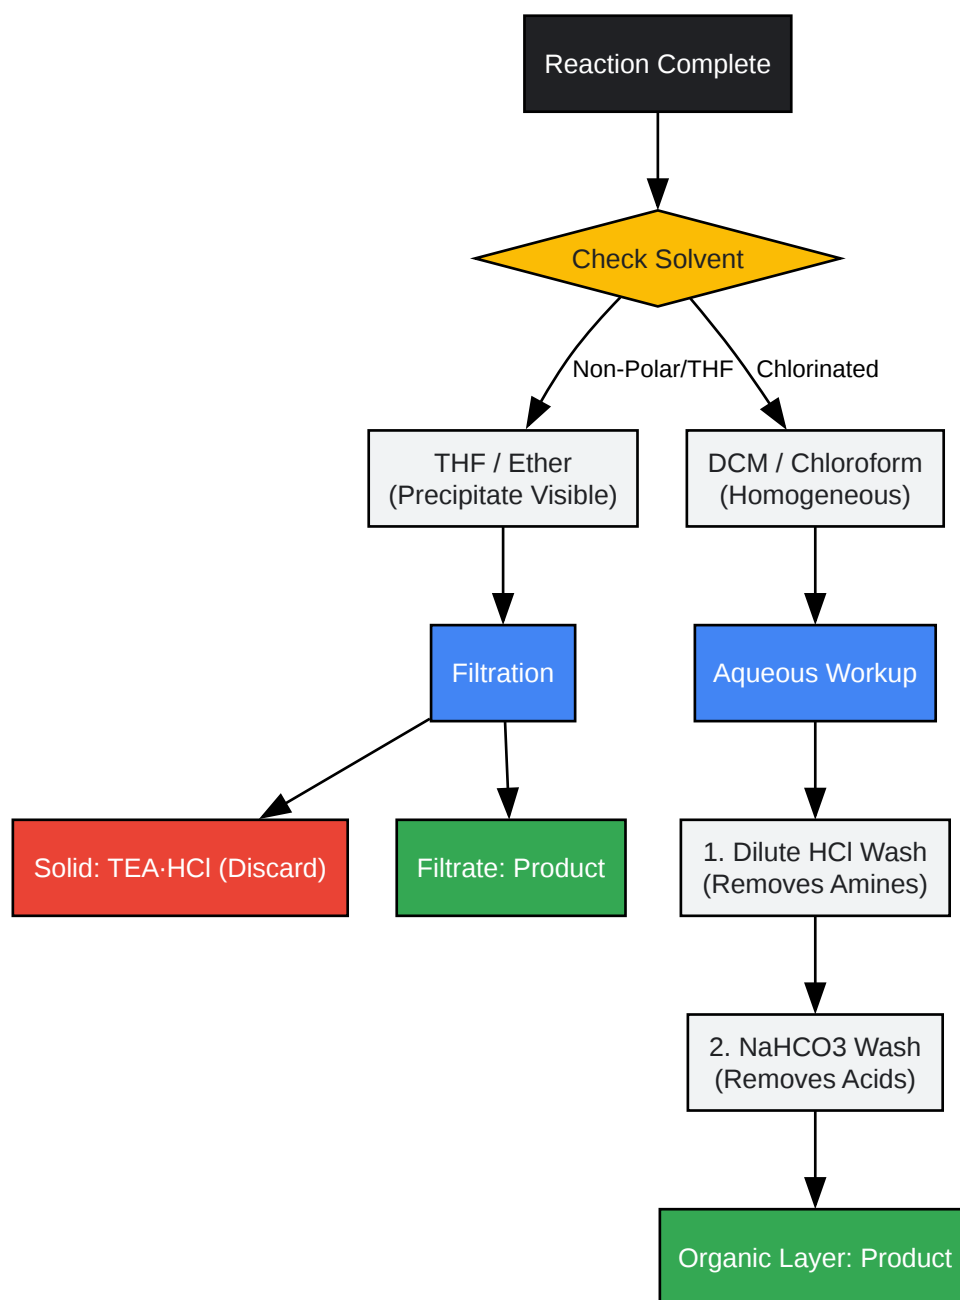 Reaction Complete
Check Solvent
Non-Polar/THF
Chlorinated
THF / Ether
(Precipitate Visible)
DCM / Chloroform
(Homogeneous)
Filtration
Aqueous Workup
Solid: TEA·HCl (Discard)
Filtrate: Product
1. Dilute HCl Wash
(Removes Amines)
2. NaHCO3 Wash
(Removes Acids)
Organic Layer: Product